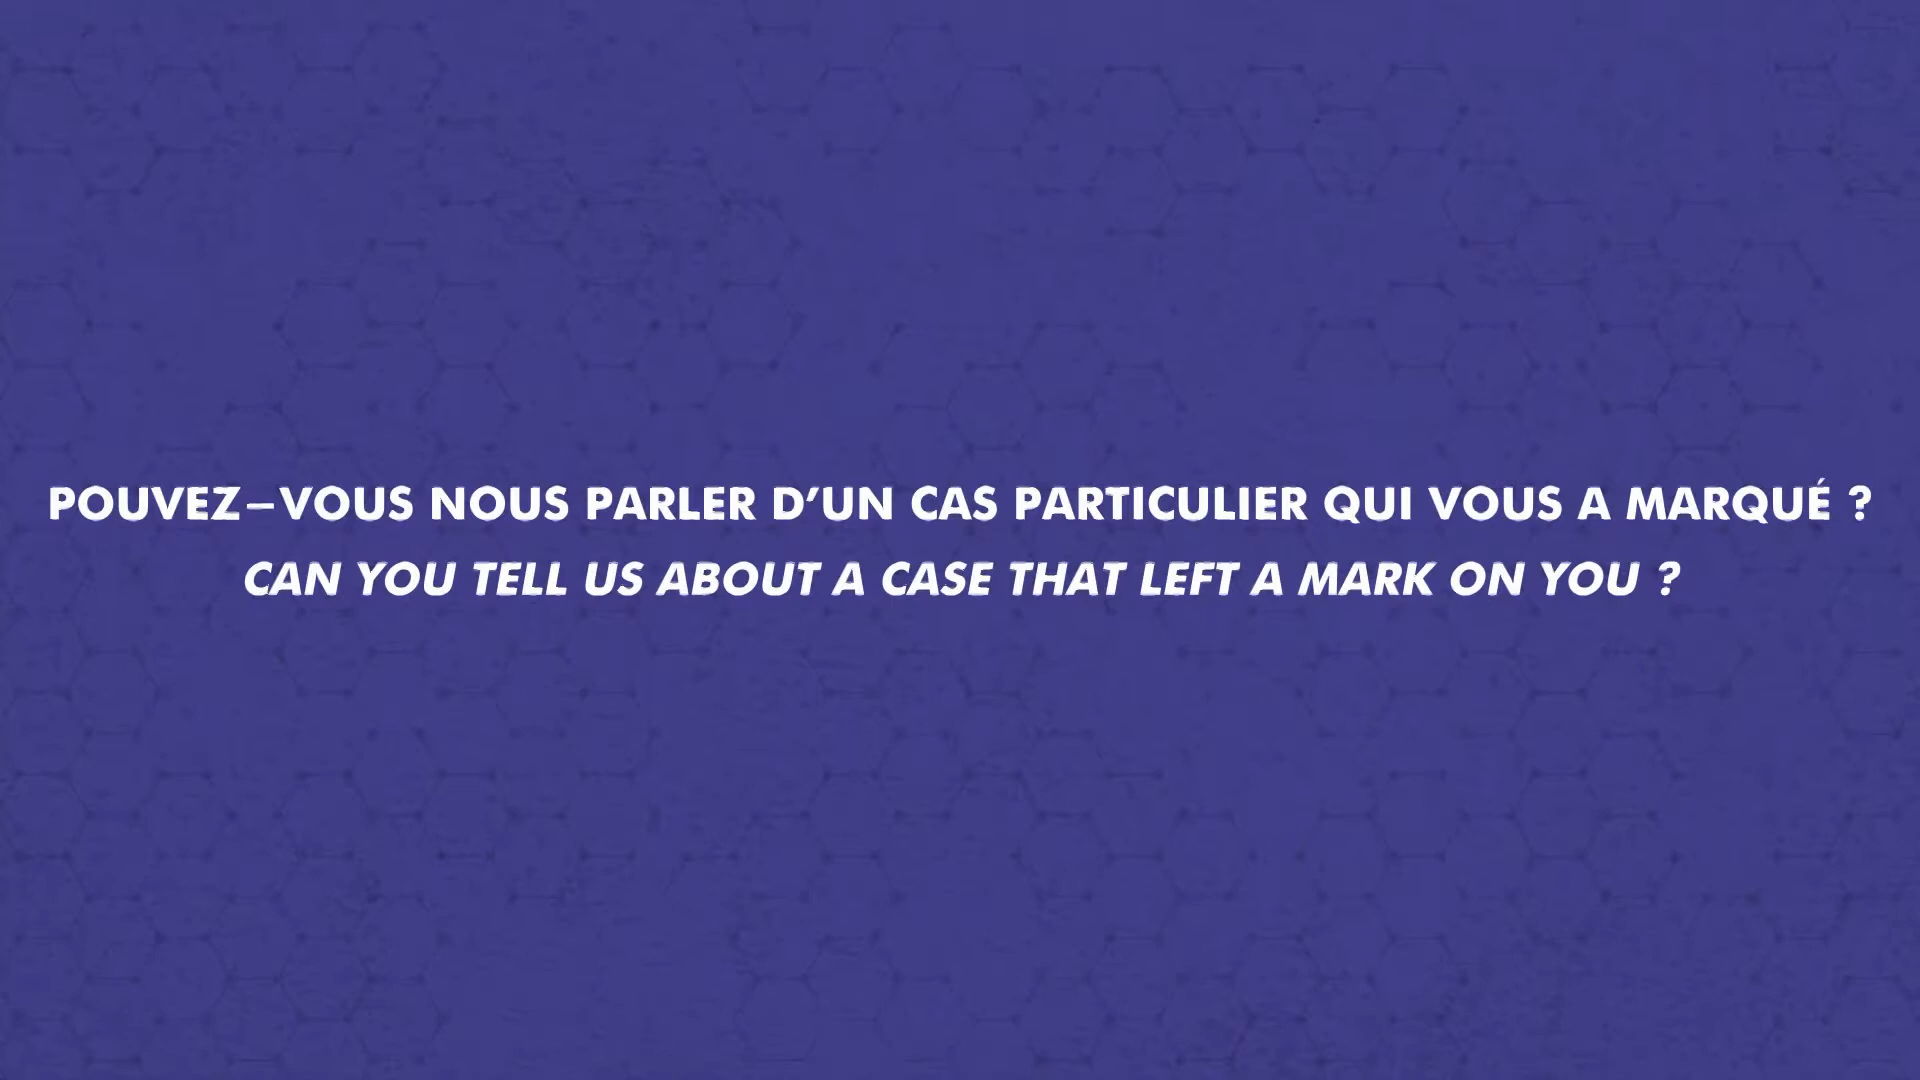 POUVEZ–VOUS NOUS PARLER D’UN CAS PARTICULIER QUI VOUS A MARQUÉ ?
CAN YOU TELL US ABOUT A CASE THAT LEFT A MARK ON YOU ?